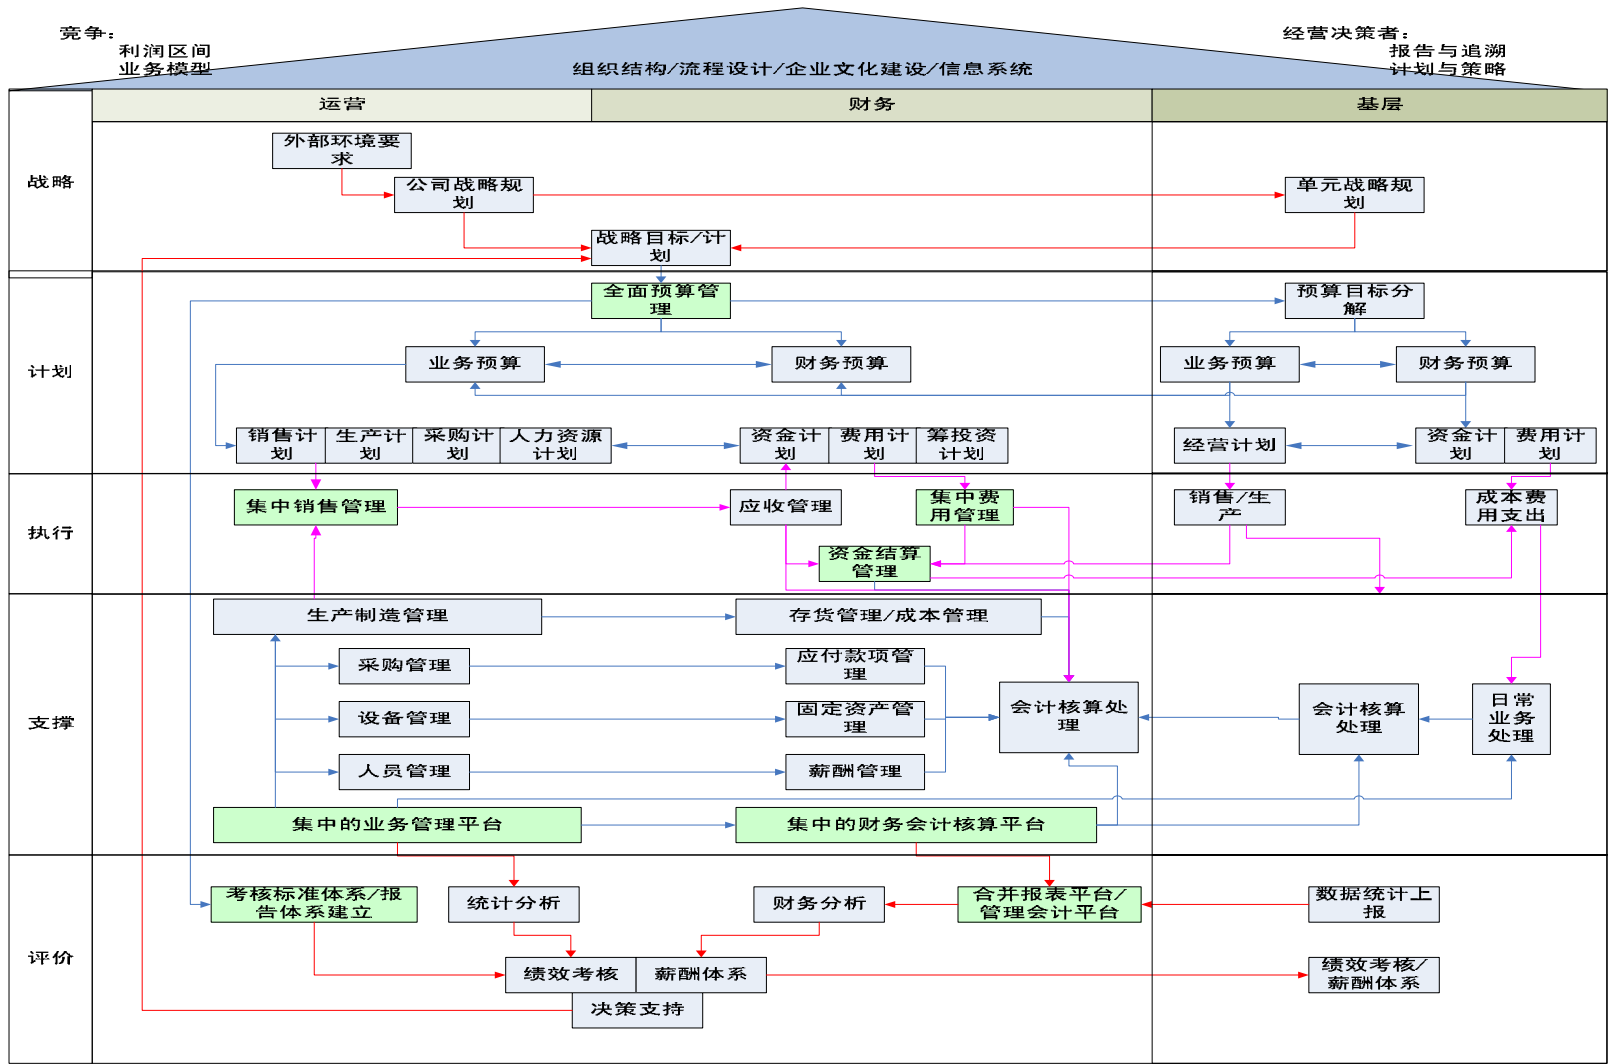 竞争：
利润区间
业务模型
经营决策者：
报告与追溯
计划与策略
组织结构/流程设计/企业文化建设/信息系统
运营
财务
基层
战略
外部环境要
求
公司战略规
划
单元战略规
划
战略目标/计
划
计划
全面预算管
理
预算目标分
解
业务预算
财务预算
业务预算
财务预算
销售计
划
生产计
划
采购计
划
人力资源
计划
资金计
划
费用计
划
筹投资
计划
经营计划
资金计
划
费用计
划
执行
集中销售管理
应收管理
集中费
用管理
销售/生
产
成本费
用支出
资金结算
管理
支撑
生产制造管理
存货管理/成本管理
采购管理
应付款项管
理
设备管理
固定资产管
理
会计核算处
理
会计核算
处理
日常
业务
处理
人员管理
薪酬管理
集中的业务管理平台
集中的财务会计核算平台
评价
考核标准体系/报
告体系建立
统计分析
财务分析
合并报表平台/
管理会计平台
数据统计上
报
绩效考核
薪酬体系
绩效考核/
薪酬体系
决策支持